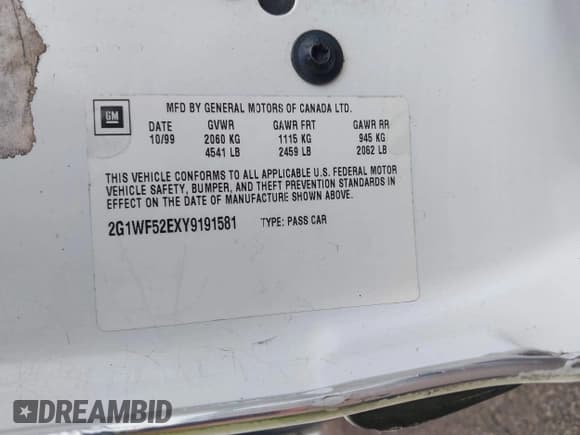 GM
MFD BY GENERAL MOTORS OF CANADA LTD.
DATE GVWR GAWR FRT GAWR RR
10/99 2060 KG 1115 KG 945 KG
4541 LB 2459 LB 2062 LB
THIS VEHICLE CONFORMS TO ALL APPLICABLE U.S. FEDERAL MOTOR
VEHICLE SAFETY, BUMPER, AND THEFT PREVENTION STANDARDS IN
EFFECT ON THE DATE OF MANUFACTURE SHOWN ABOVE.
2G1WF52EXY9191581 TYPE: PASS CAR
DREAMBID